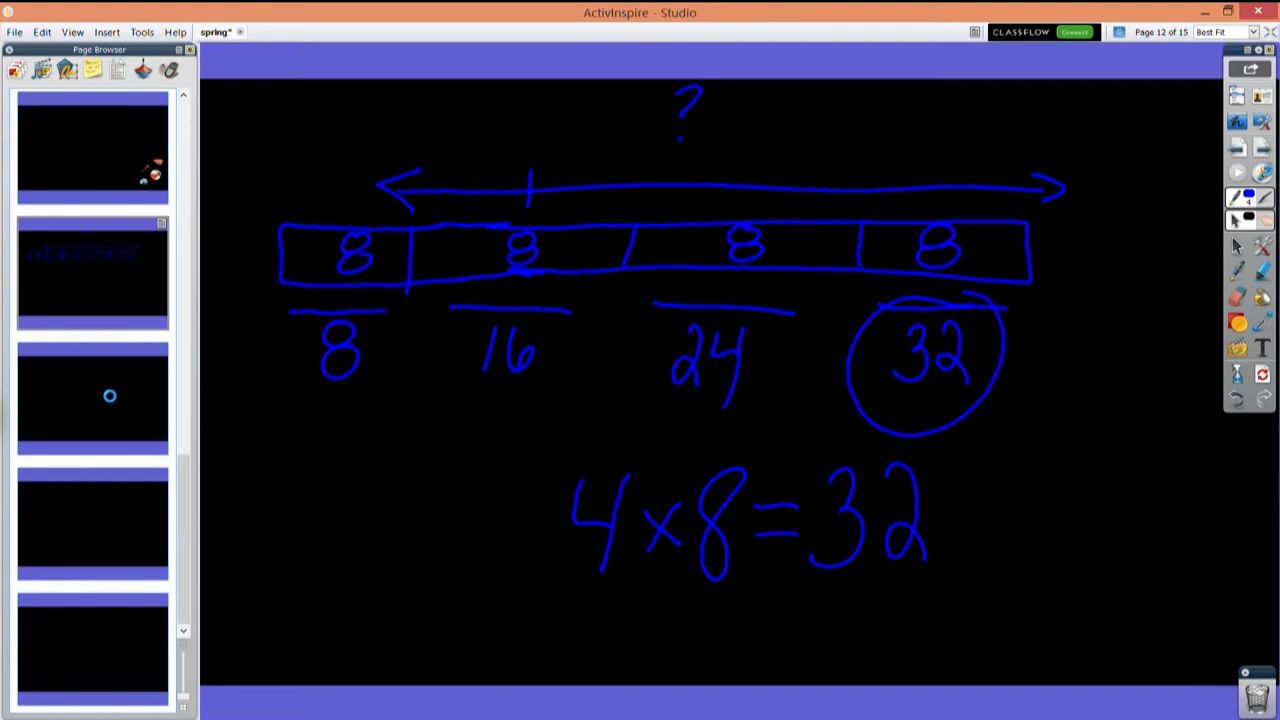 ActivInspire - Studio
File Edit View Insert Tools Help spring* CLASSFLOW Connect Page 12 of 15 Best Fit
Page Browser
4
?
8 8 8 8
8 16 24 32
4 x 8 = 32